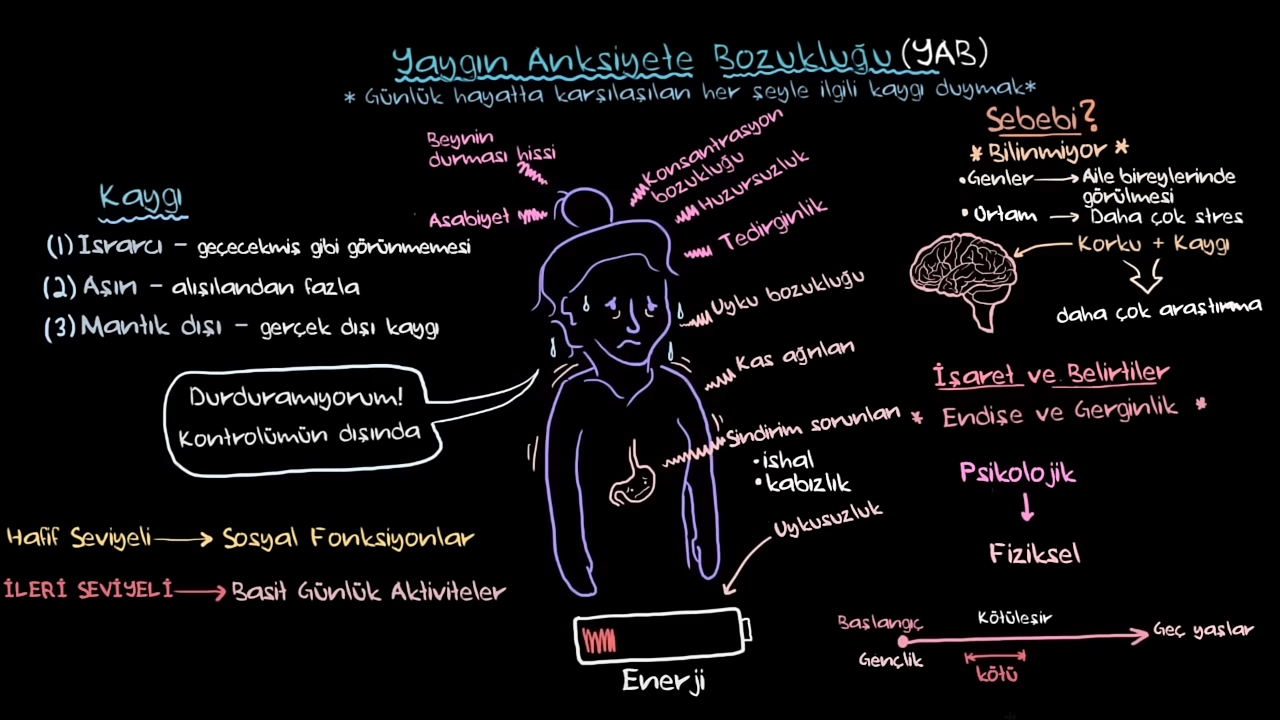 Yaygın Anksiyete Bozukluğu (YAB)
* Günlük hayatta karşılaşılan her şeyle ilgili kaygı duymak*
Kaygı
(1) Israrcı – geçecekmiş gibi görünmemesi
(2) Aşırı – alışılandan fazla
(3) Mantık dışı – gerçek dışı kaygı
Durduramıyorum!
Kontrolümün dışında
Hafif Seviyeli → Sosyal Fonksiyonlar
İLERİ SEVİYELİ → Basit Günlük Aktiviteler
Beynin
durması hissi
Asabiyet
Konsantrasyon
bozukluğu
Huzursuzluk
Tedirginlik
Uyku bozukluğu
Kas ağrıları
Sindirim sorunları
• ishal
• kabızlık
Uykusuzluk
Enerji
Sebebi?
* Bilinmiyor *
• Genler → Aile bireylerinde
görülmesi
• Ortam → Daha çok stres
Korku + Kaygı
daha çok araştırma
İşaret ve Belirtiler
* Endişe ve Gerginlik *
Psikolojik
Fiziksel
Başlangıç
Kötüleşir
Geç yaşlar
Gençlik
kötü